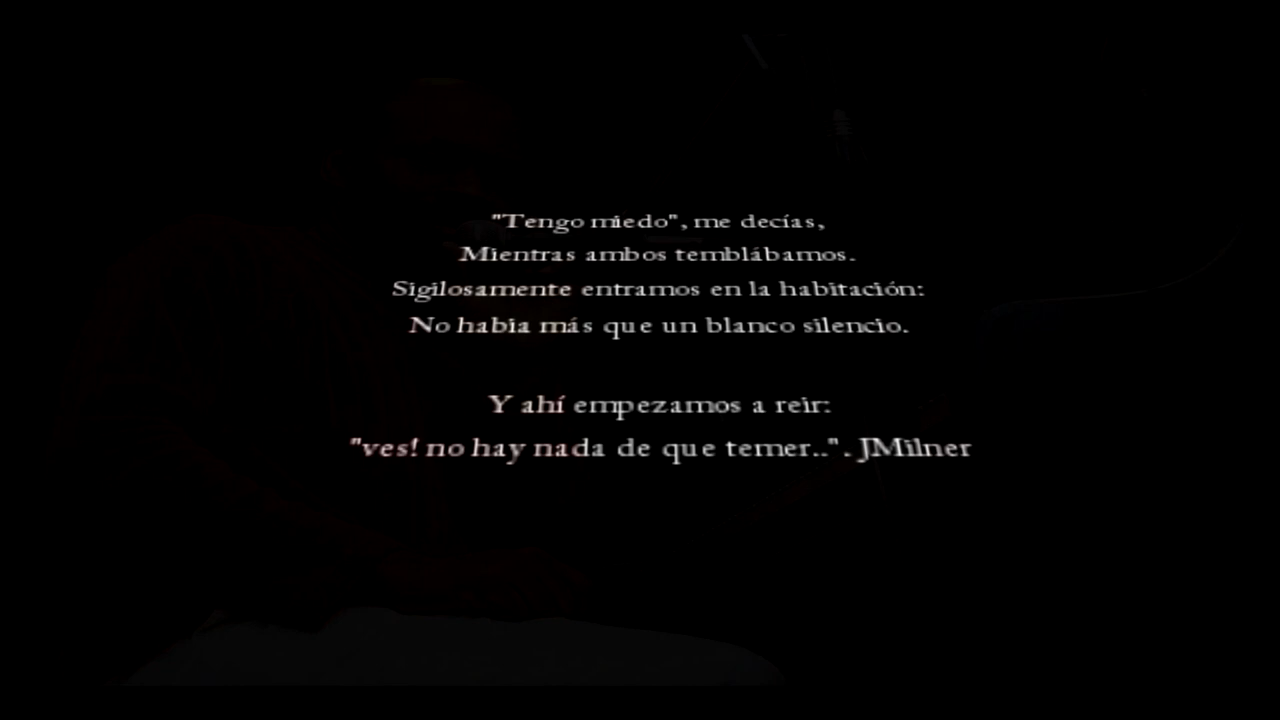 "Tengo miedo", me decías,
Mientras ambos temblábamos.
Sigilosamente entramos en la habitación:
No habia más que un blanco silencio.
Y ahí empezamos a reir:
"ves! no hay nada de que temer..". JMilner